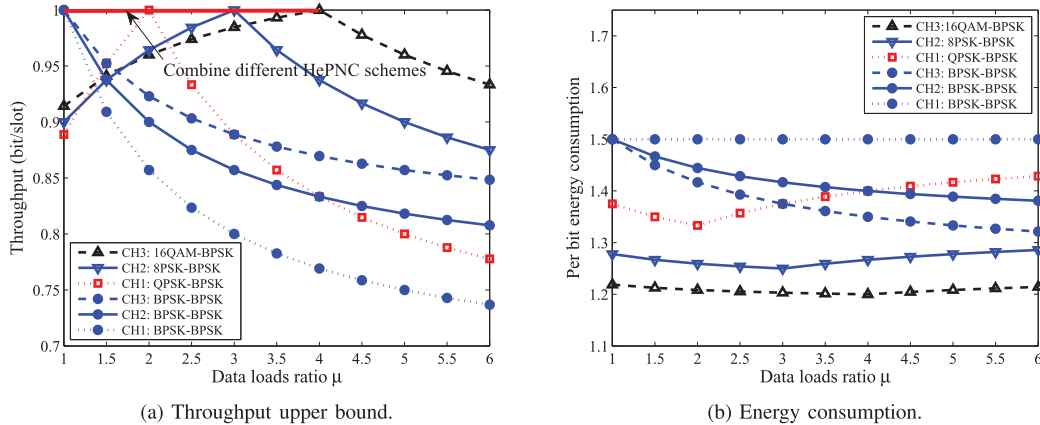 Throughput (bit/slot)
1
0.95
0.9
0.85
0.8
0.75
0.7
Combine different HePNC schemes
CH3: 16QAM-BPSK
CH2: 8PSK-BPSK
CH1: QPSK-BPSK
CH3: BPSK-BPSK
CH2: BPSK-BPSK
CH1: BPSK-BPSK
1 1.5 2 2.5 3 3.5 4 4.5 5 5.5 6
Data loads ratio μ
(a) Throughput upper bound.
Per bit energy consumption
1.7
1.6
1.5
1.4
1.3
1.2
1.1
CH3:16QAM-BPSK
CH2: 8PSK-BPSK
CH1: QPSK-BPSK
CH3: BPSK-BPSK
CH2: BPSK-BPSK
CH1: BPSK-BPSK
1 1.5 2 2.5 3 3.5 4 4.5 5 5.5 6
Data loads ratio μ
(b) Energy consumption.